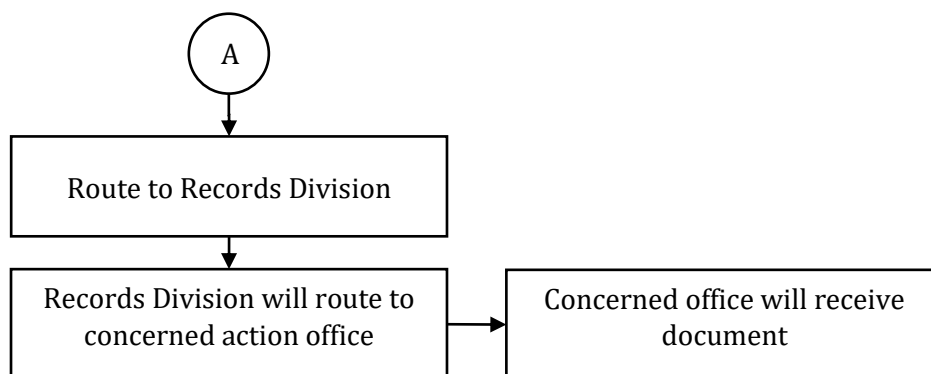 A
Route to Records Division
Records Division will route to
concerned action office
Concerned office will receive
document